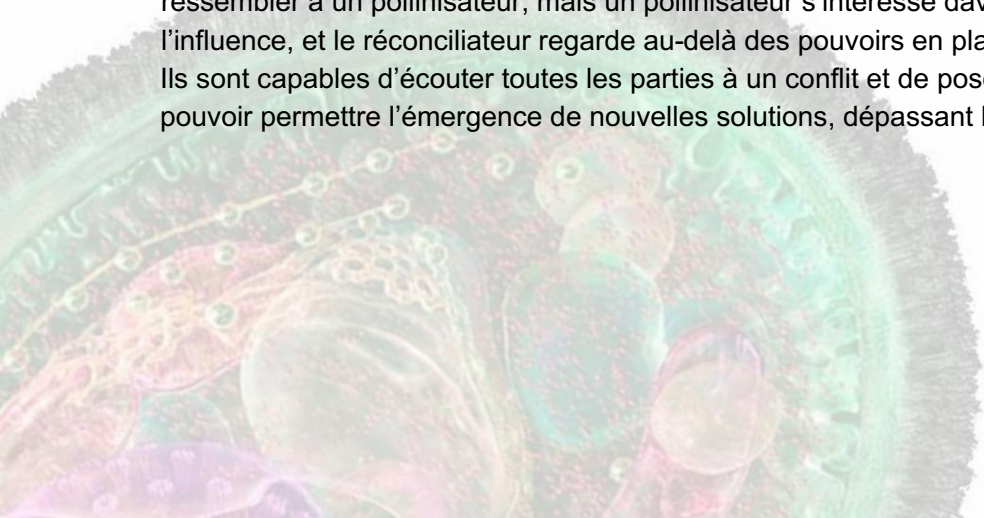 ressembler à un pollinisateur, mais un pollinisateur s’intéresse
l’influence, et le réconciliateur regarde au-delà des pouvoirs en
Ils sont capables d’écouter toutes les parties à un conflit et de
pouvoir permettre l’émergence de nouvelles solutions, dépassant